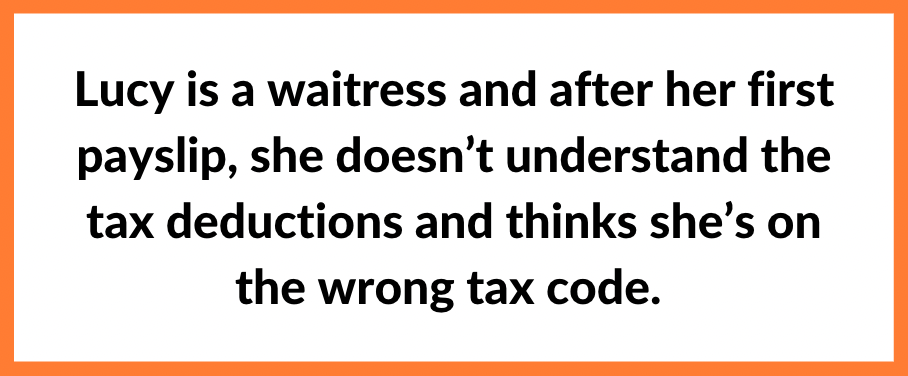 Lucy is a waitress and after her first
payslip, she doesn’t understand the
tax deductions and thinks she’s on
the wrong tax code.